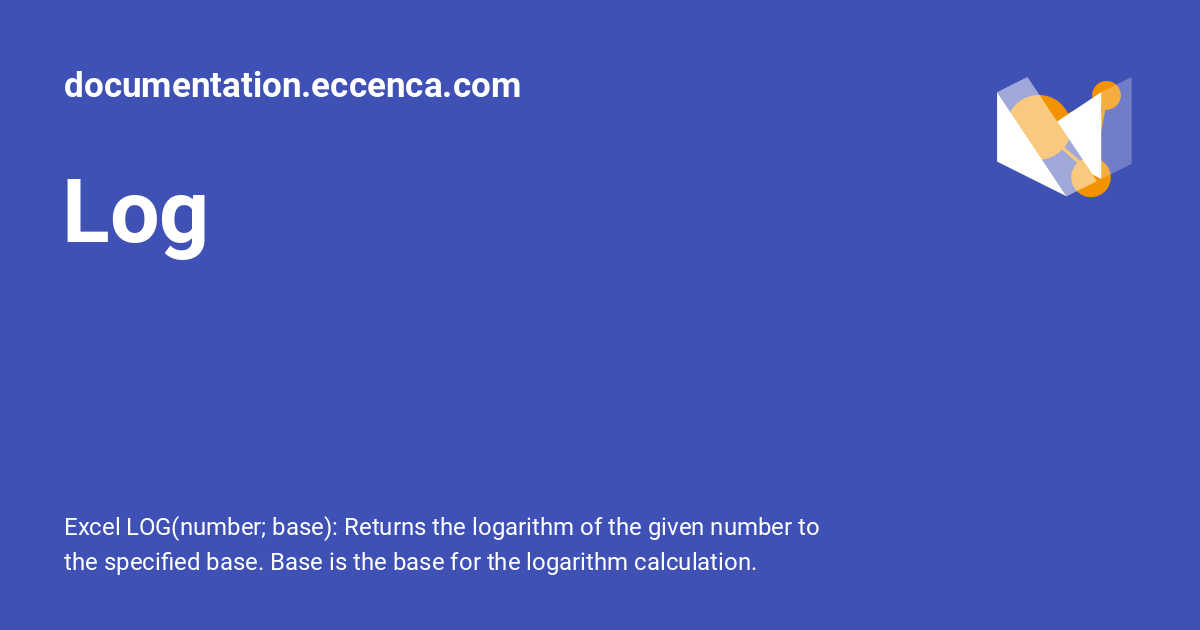 documentation.eccenca.com
Log
Excel LOG(number; base): Returns the logarithm of the given number to
the specified base. Base is the base for the logarithm calculation.